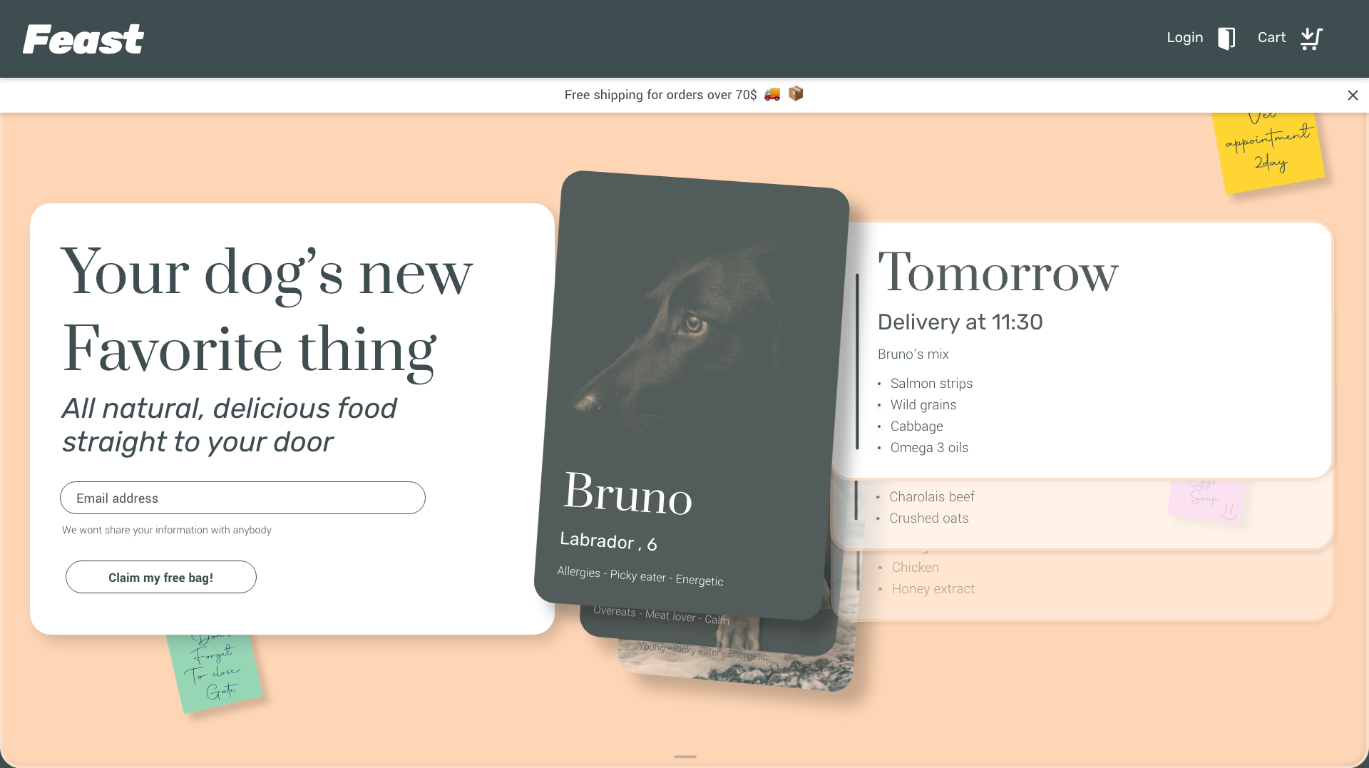 Feast
Login
Cart
Free shipping for orders over 70$
appointment
2day
Your dog's new
Favorite thing
All natural, delicious food
straight to your door
Email address
We wont share your information with anybody
Claim my free bag!
Forget
To close
Gate
Bruno
Labrador , 6
Allergies - Picky eater - Energetic
Overeats - Meat lover - Calm
Young - Picky eater - Energetic
Tomorrow
Delivery at 11:30
Bruno's mix
• Salmon strips
• Wild grains
• Cabbage
• Omega 3 oils
• Charolais beef
• Crushed oats
• Chicken
• Honey extract